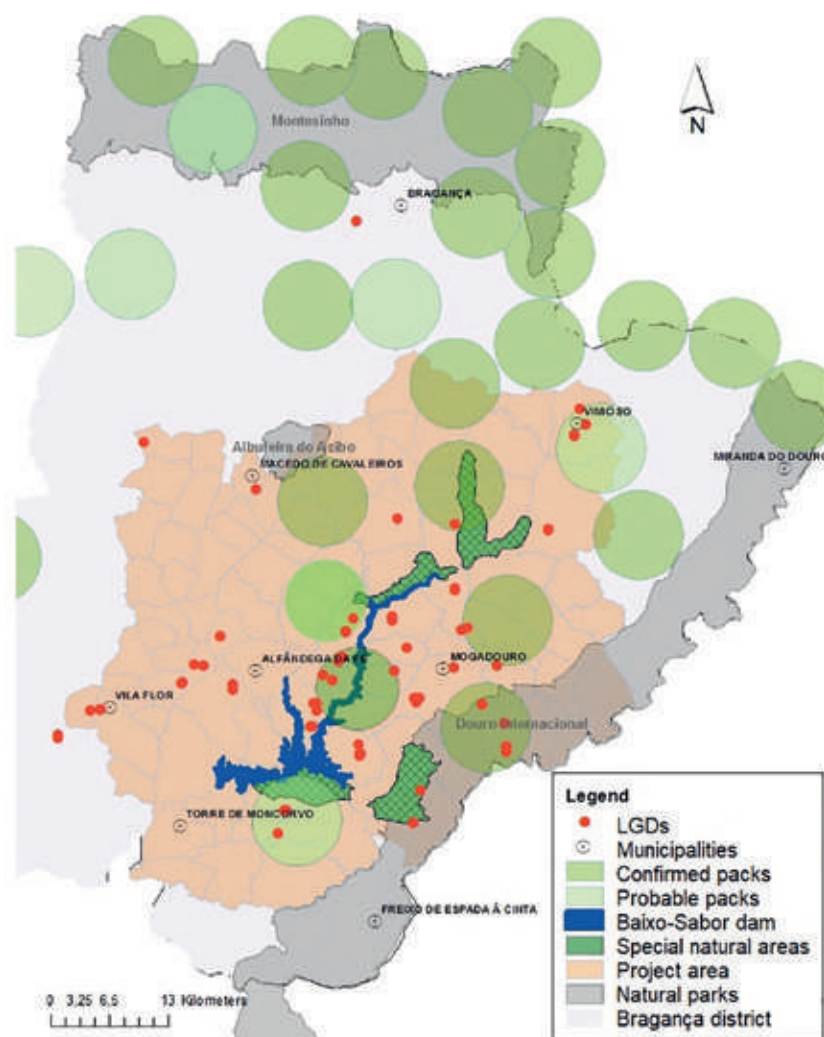 Montesinho
N
BRAGANÇA
VIMIOSO
Albufeira do Azibo
MACEDO DE CAVALEIROS
MIRANDA DO DOURO
ALFÂNDEGA DA FÉ
MOGADOURO
VILA FLOR
Douro Internacional
TORRE DE MONCORVO
FREIXO DE ESPADA À CINTA
Legend
LGDs
Municipalities
Confirmed packs
Probable packs
Baixo-Sabor dam
Special natural areas
Project area
Natural parks
Bragança district
0 3,25 6,5 13 Kilometers